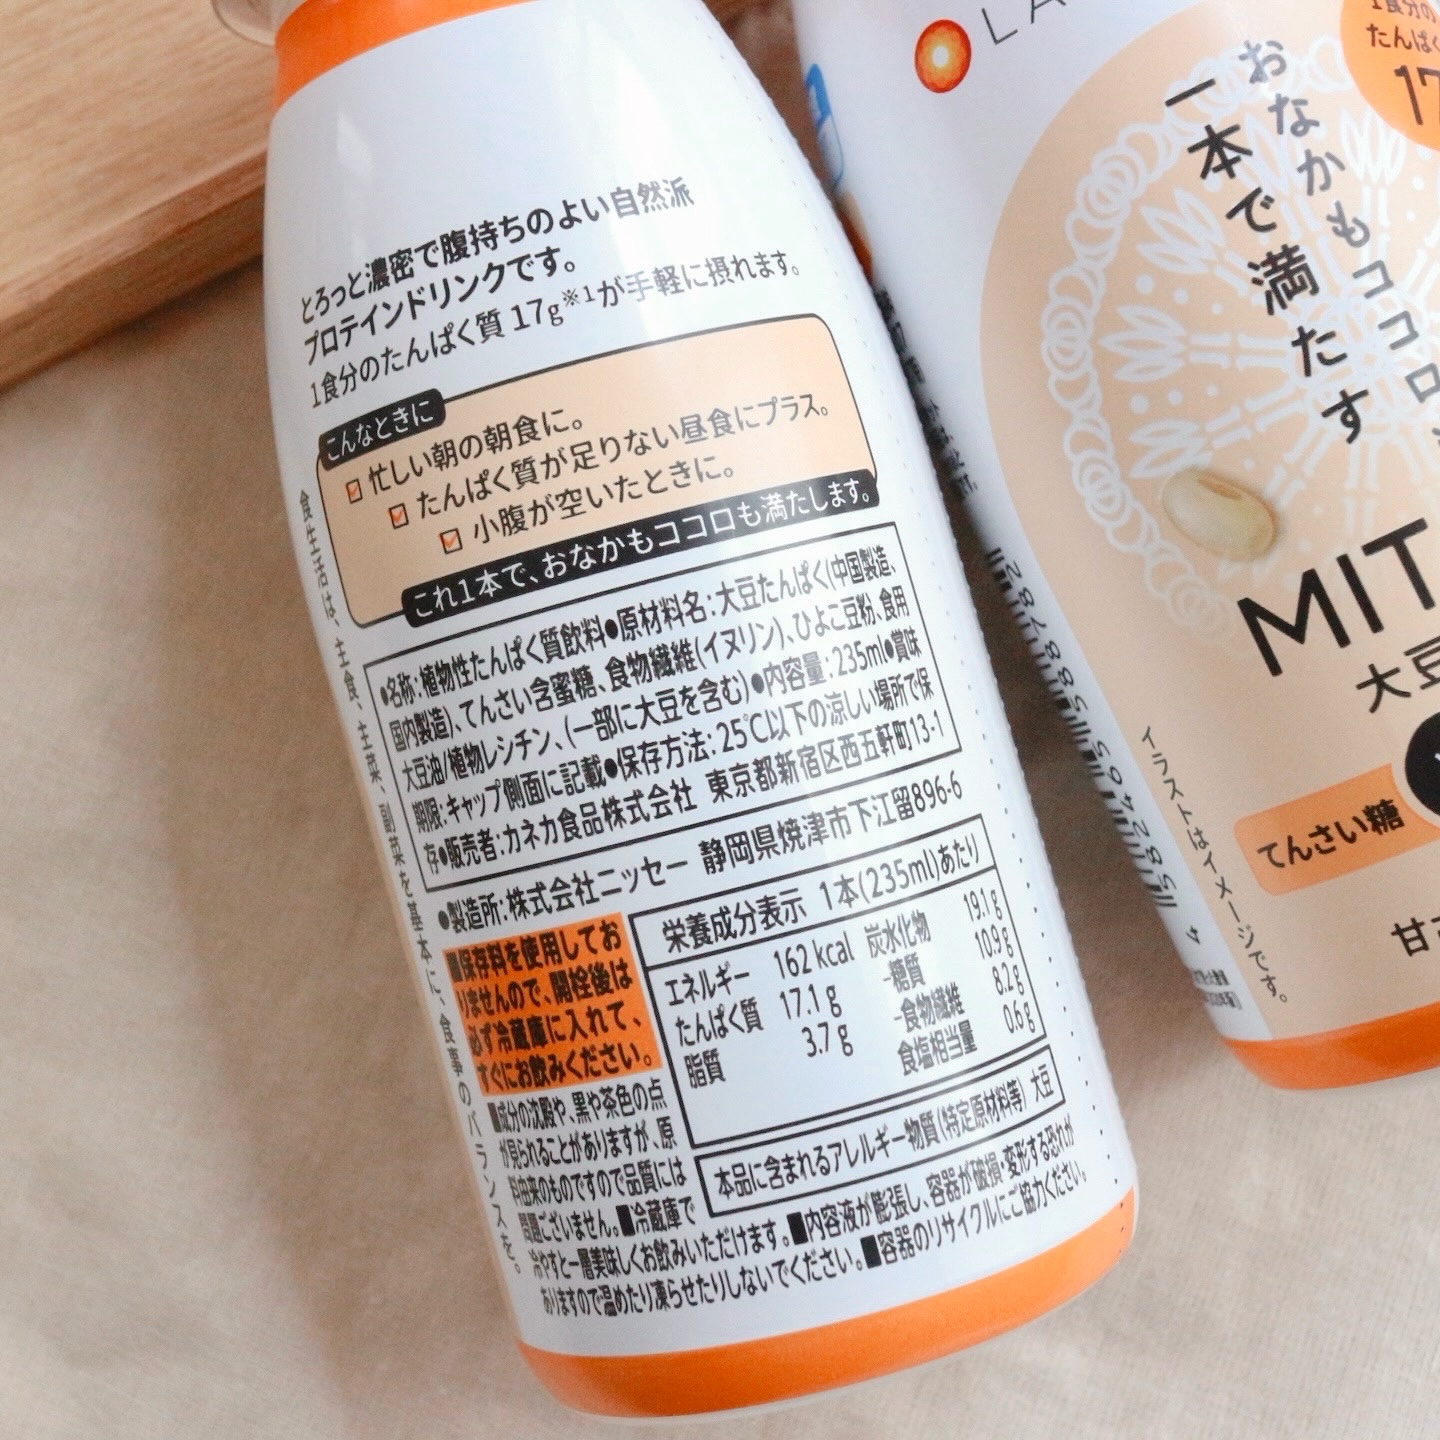 とろっと濃密で腹持ちのよい自然派
プロテインドリンクです。
1食分のたんぱく質 17g※1が手軽に摂れます。
こんなときに
忙しい朝の朝食に。
たんぱく質が足りない昼食にプラス。
小腹が空いたときに。
これ1本で、おなかもココロも満たします。
●名称:植物性たんぱく質飲料●原材料名:大豆たんぱく(中国製造、
国内製造)、てんさい含蜜糖、食物繊維(イヌリン)、ひよこ豆粉、食用
大豆油/植物レシチン、(一部に大豆を含む)●内容量:235ml●賞味
期限:キャップ側面に記載●保存方法:25℃以下の涼しい場所で保
存●販売者:カネカ食品株式会社 東京都新宿区西五軒町13-1
●製造所:株式会社ニッセー 静岡県焼津市下江留896-6
■保存料を使用してお
りませんので、開栓後は
必ず冷蔵庫に入れて、
すぐにお飲みください。
栄養成分表示 1本(235ml)あたり
エネルギー 162 kcal 炭水化物 19.1g
たんぱく質 17.1 g -糖質 10.9g
脂質 3.7 g -食物繊維 8.2g
食塩相当量 0.6g
■成分の沈殿や、黒や茶色の点
が見られることがありますが、原
料由来のものですので品質には
問題ございません。■冷蔵庫で
冷やすと一層美味しくお飲みいただけます。■内容液が膨張し、容器が破損・変形する恐れが
ありますので温めたり凍らせたりしないでください。■容器のリサイクルにご協力ください。
本品に含まれるアレルギー物質(特定原材料等) 大豆
食生活は、主食、主菜、副菜を基本に、食事のバランスを。
LA
1食分の
たんぱく
17
おなかもココロ
一本で満たす
MIT
大豆
てんさい糖
イラストはイメージです。